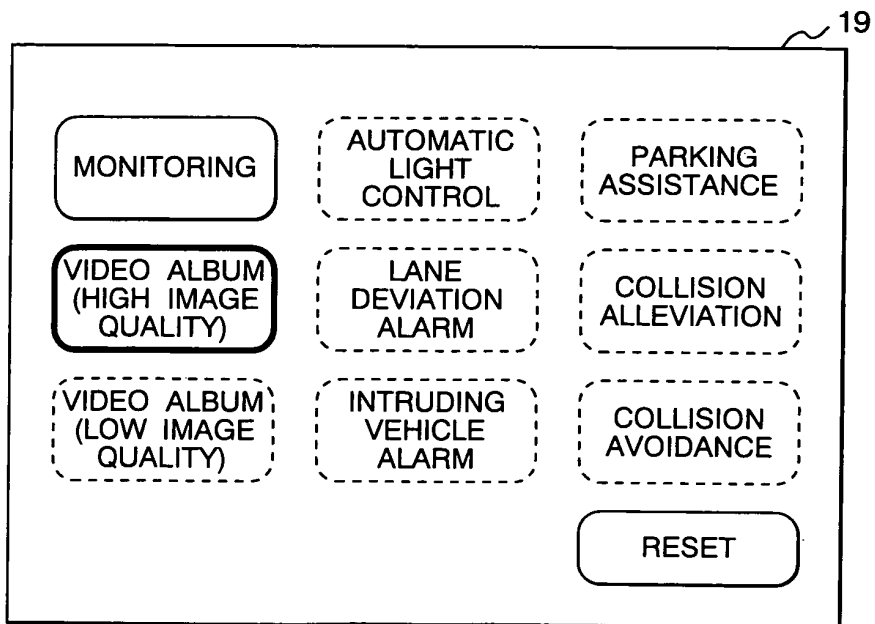 19
MONITORING
AUTOMATIC
LIGHT
CONTROL
PARKING
ASSISTANCE
VIDEO ALBUM
(HIGH IMAGE
QUALITY)
LANE
DEVIATION
ALARM
COLLISION
ALLEVIATION
VIDEO ALBUM
(LOW IMAGE
QUALITY)
INTRUDING
VEHICLE
ALARM
COLLISION
AVOIDANCE
RESET